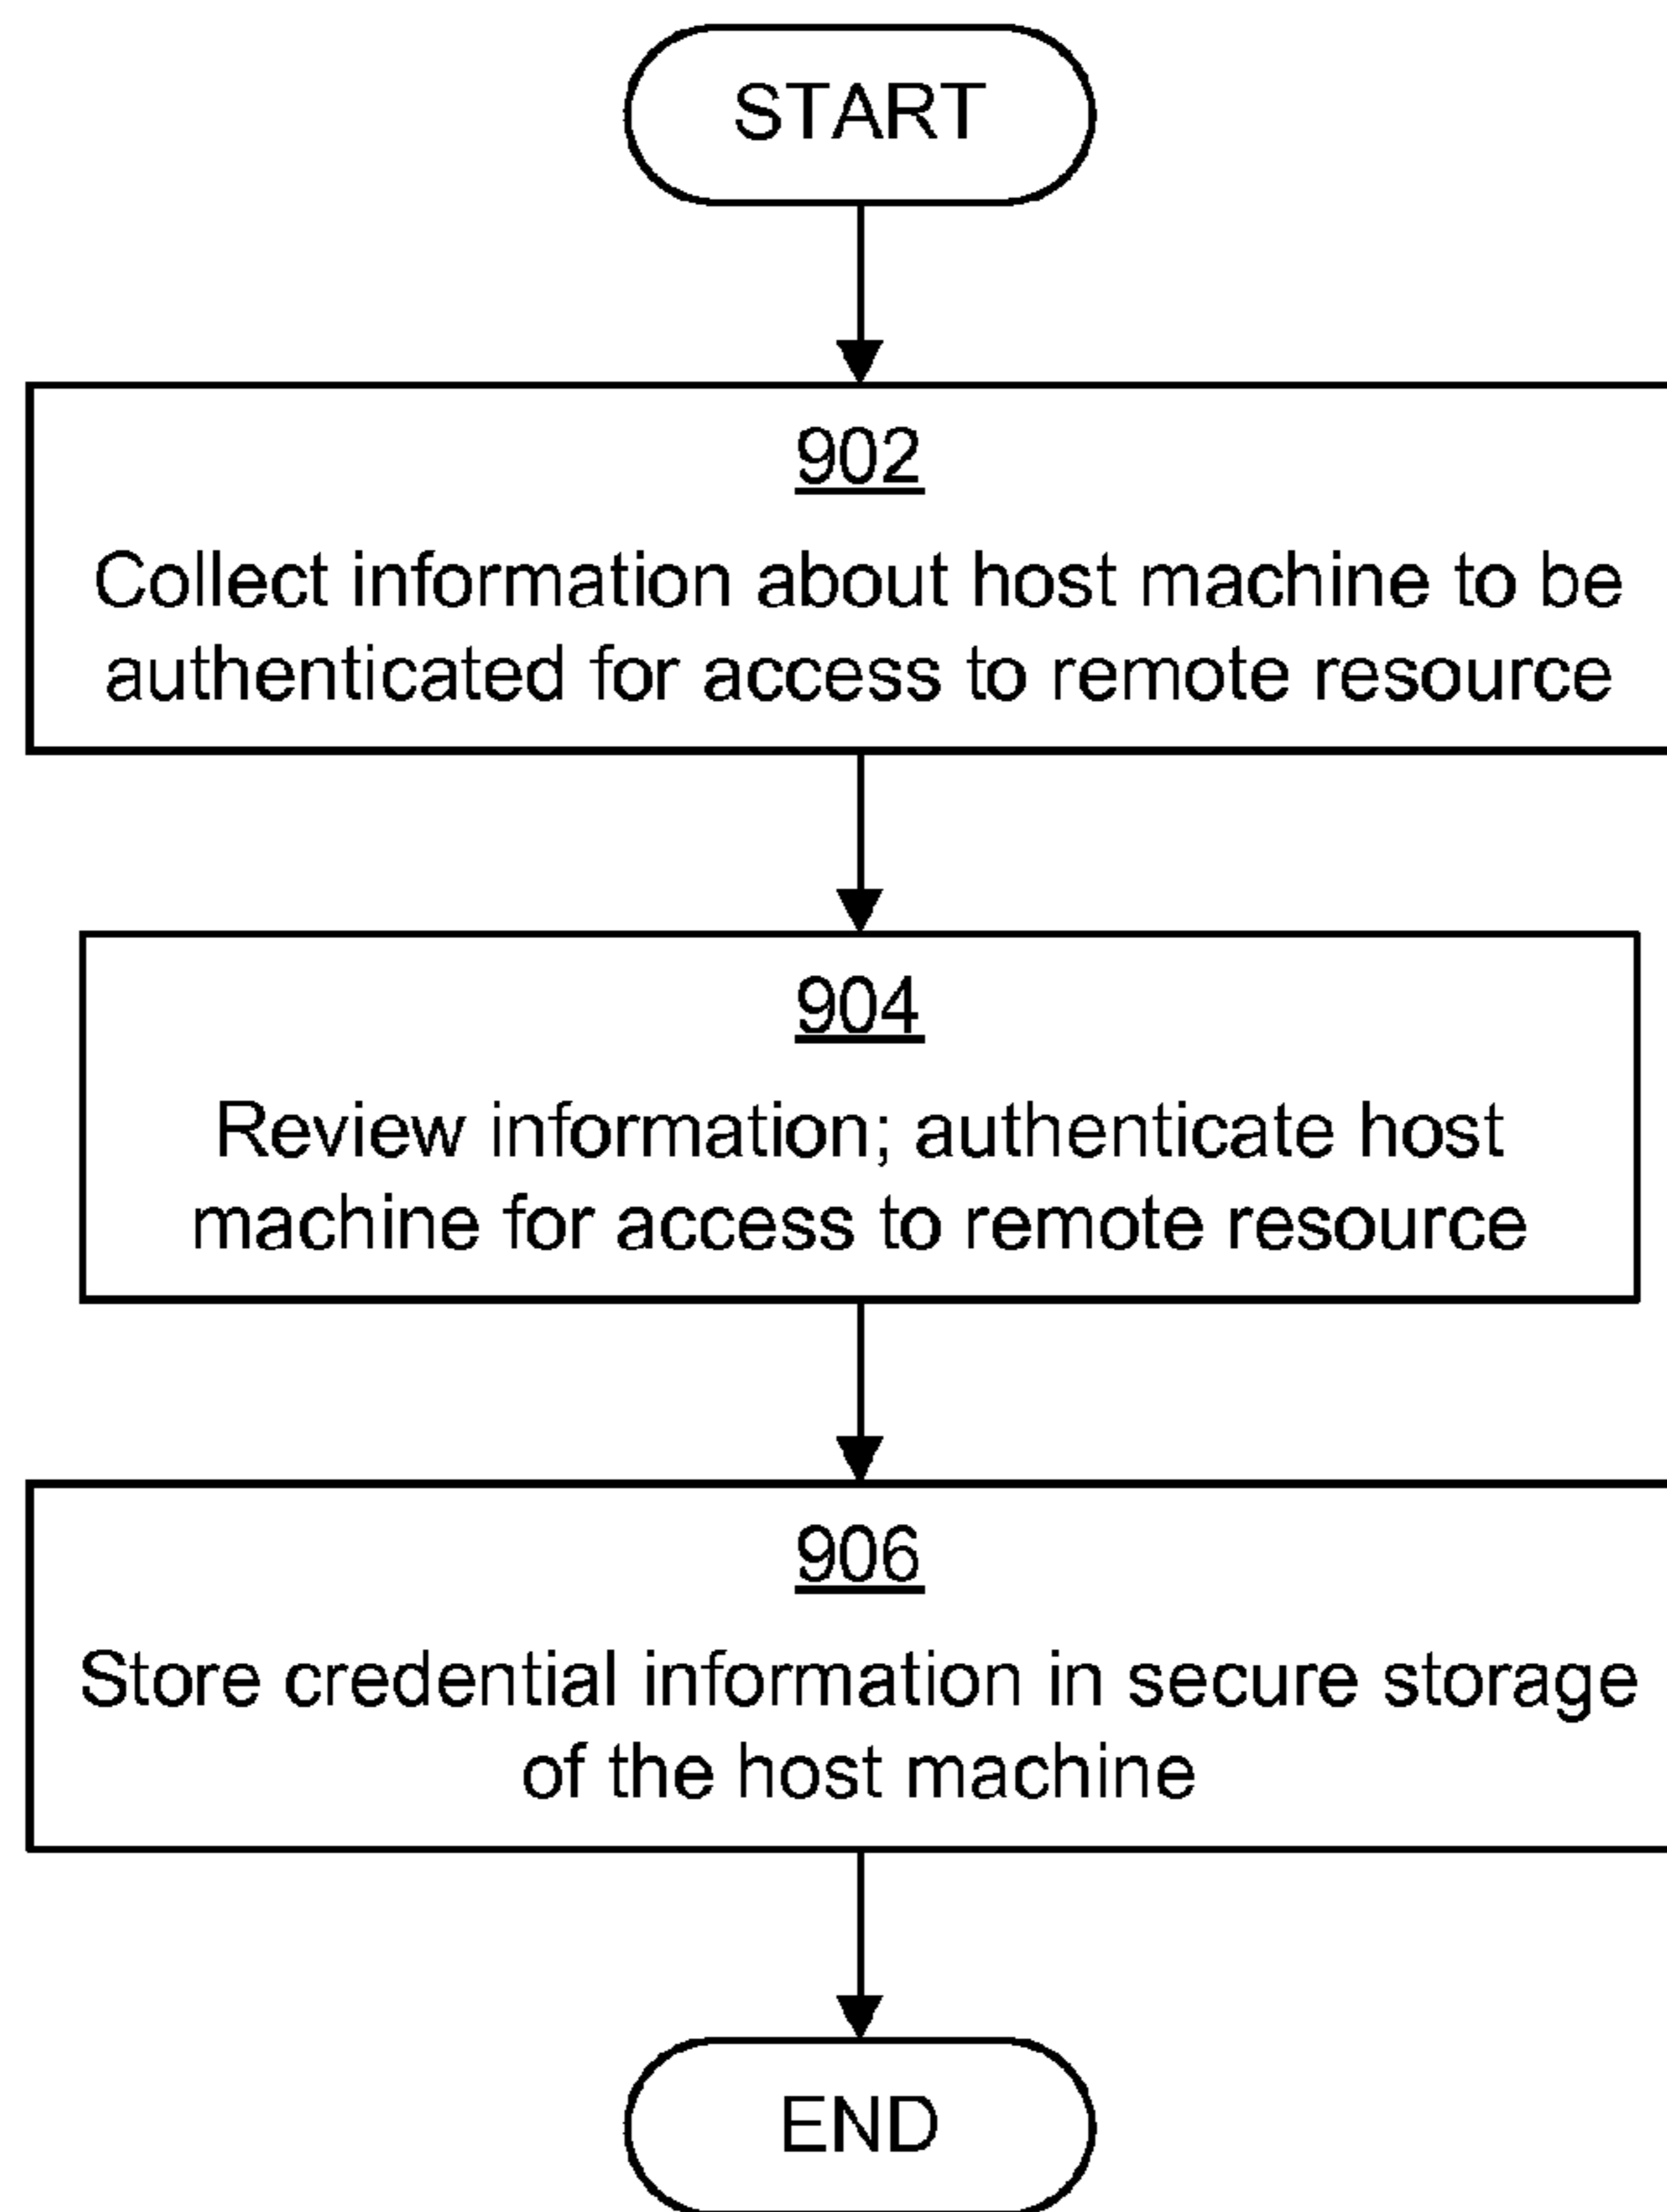 START
902
Collect information about host machine to be
authenticated for access to remote resource
904
Review information; authenticate host
machine for access to remote resource
906
Store credential information in secure storage
of the host machine
END